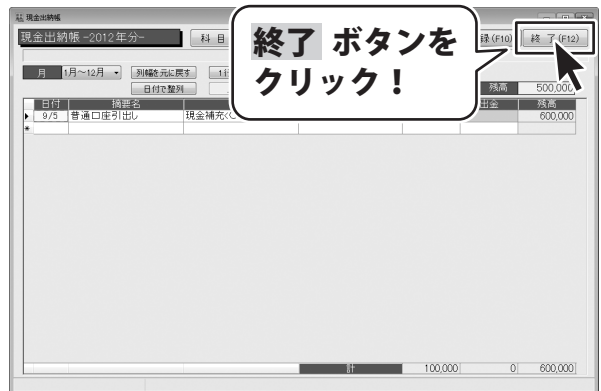 現金出納帳
現金出納帳 -2012年分-
科 目
録(F10)
終 了(F12)
終了 ボタンを
クリック！
月
1月～12月
列幅を元に戻す
日付で整列
残高
500,000
日付 摘要名 出金 残高
9/5 普通口座引出し 現金補充 600,000
計 100,000 0 600,000